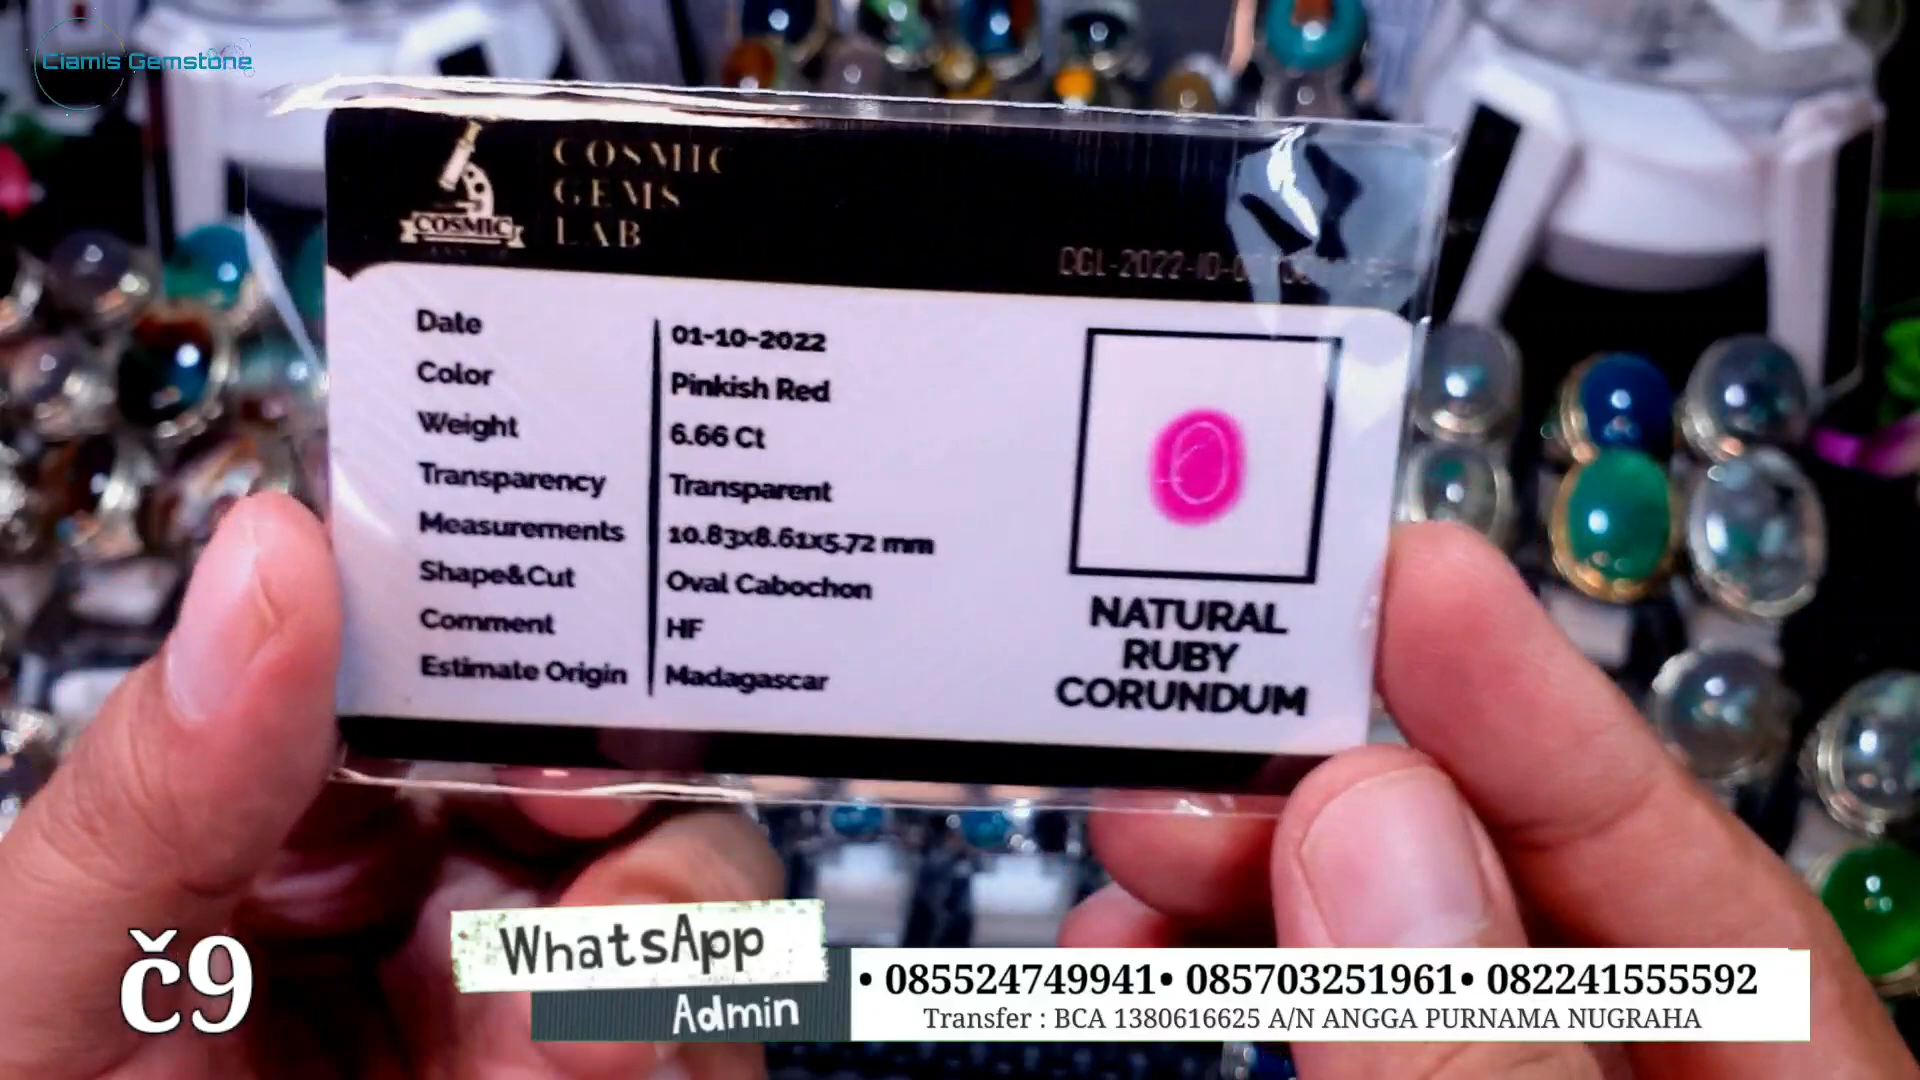 Ciamis Gemstone
COSMIC
GEMS
LAB
COSMIC
Date 01-10-2022
Color Pinkish Red
Weight 6.66 Ct
Transparency Transparent
Measurements 10.83x8.61x5.72 mm
Shape&Cut Oval Cabochon
Comment HF
Estimate Origin Madagascar
NATURAL
RUBY
CORUNDUM
č9
WhatsApp
Admin
• 085524749941• 085703251961• 082241555592
Transfer : BCA 1380616625 A/N ANGGA PURNAMA NUGRAHA